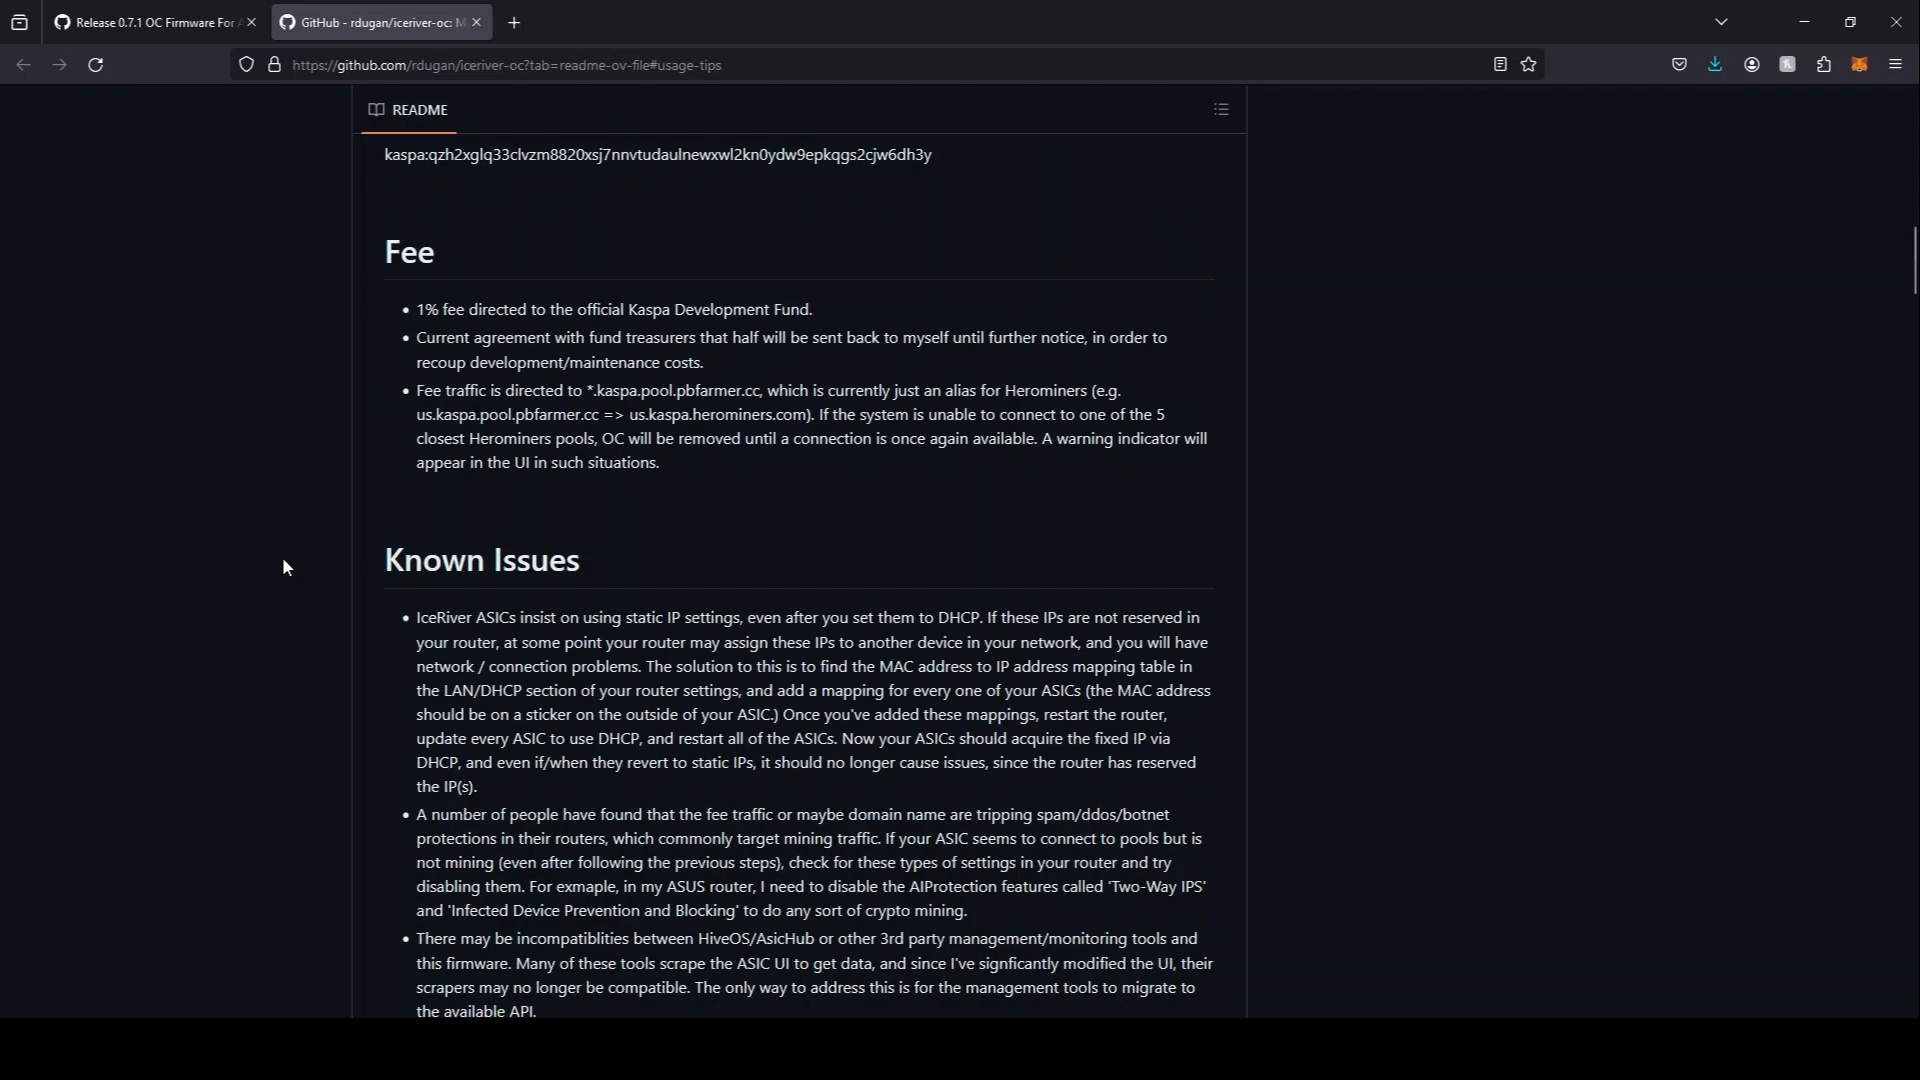 Release 0.7.1 OC Firmware For
GitHub - rdugan/iceriver-oc: M
https://github.com/rdugan/iceriver-oc?tab=readme-ov-file#usage-tips
README
kaspa:qzh2xglq33clvzm8820xsj7nnvtudaulnewxwl2kn0ydw9epkqgs2cjw6dh3y
Fee
• 1% fee directed to the official Kaspa Development Fund.
• Current agreement with fund treasurers that half will be sent back to myself until further notice, in order to
recoup development/maintenance costs.
• Fee traffic is directed to *.kaspa.pool.pbfarmer.cc, which is currently just an alias for Herominers (e.g.
us.kaspa.pool.pbfarmer.cc => us.kaspa.herominers.com). If the system is unable to connect to one of the 5
closest Herominers pools, OC will be removed until a connection is once again available. A warning indicator will
appear in the UI in such situations.
Known Issues
• IceRiver ASICs insist on using static IP settings, even after you set them to DHCP. If these IPs are not reserved in
your router, at some point your router may assign these IPs to another device in your network, and you will have
network / connection problems. The solution to this is to find the MAC address to IP address mapping table in
the LAN/DHCP section of your router settings, and add a mapping for every one of your ASICs (the MAC address
should be on a sticker on the outside of your ASIC.) Once you've added these mappings, restart the router,
update every ASIC to use DHCP, and restart all of the ASICs. Now your ASICs should acquire the fixed IP via
DHCP, and even if/when they revert to static IPs, it should no longer cause issues, since the router has reserved
the IP(s).
• A number of people have found that the fee traffic or maybe domain name are tripping spam/ddos/botnet
protections in their routers, which commonly target mining traffic. If your ASIC seems to connect to pools but is
not mining (even after following the previous steps), check for these types of settings in your router and try
disabling them. For exmaple, in my ASUS router, I need to disable the AIProtection features called 'Two-Way IPS'
and 'Infected Device Prevention and Blocking' to do any sort of crypto mining.
• There may be incompatiblities between HiveOS/AsicHub or other 3rd party management/monitoring tools and
this firmware. Many of these tools scrape the ASIC UI to get data, and since I've signficantly modified the UI, their
scrapers may no longer be compatible. The only way to address this is for the management tools to migrate to
the available API.